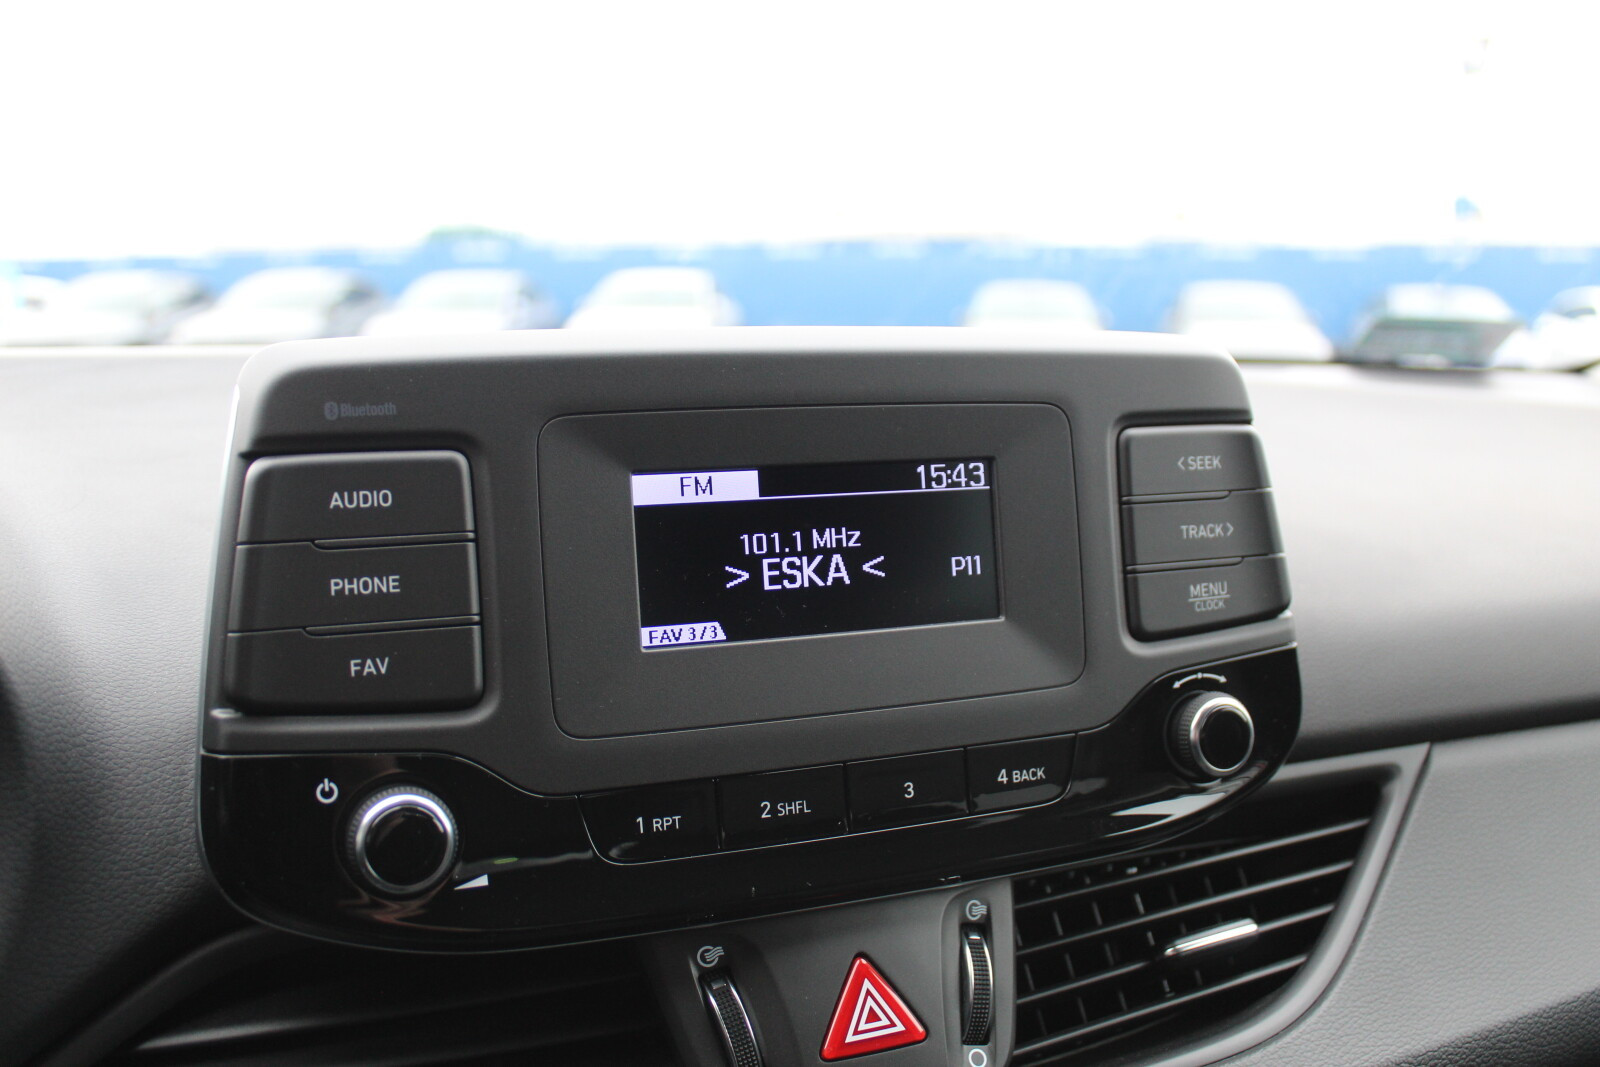 Bluetooth
AUDIO
PHONE
FAV
FM 15:43
101.1 MHz
> ESKA < P11
FAV 3/3
< SEEK
TRACK >
MENU
CLOCK
1 RPT
2 SHFL
3
4 BACK